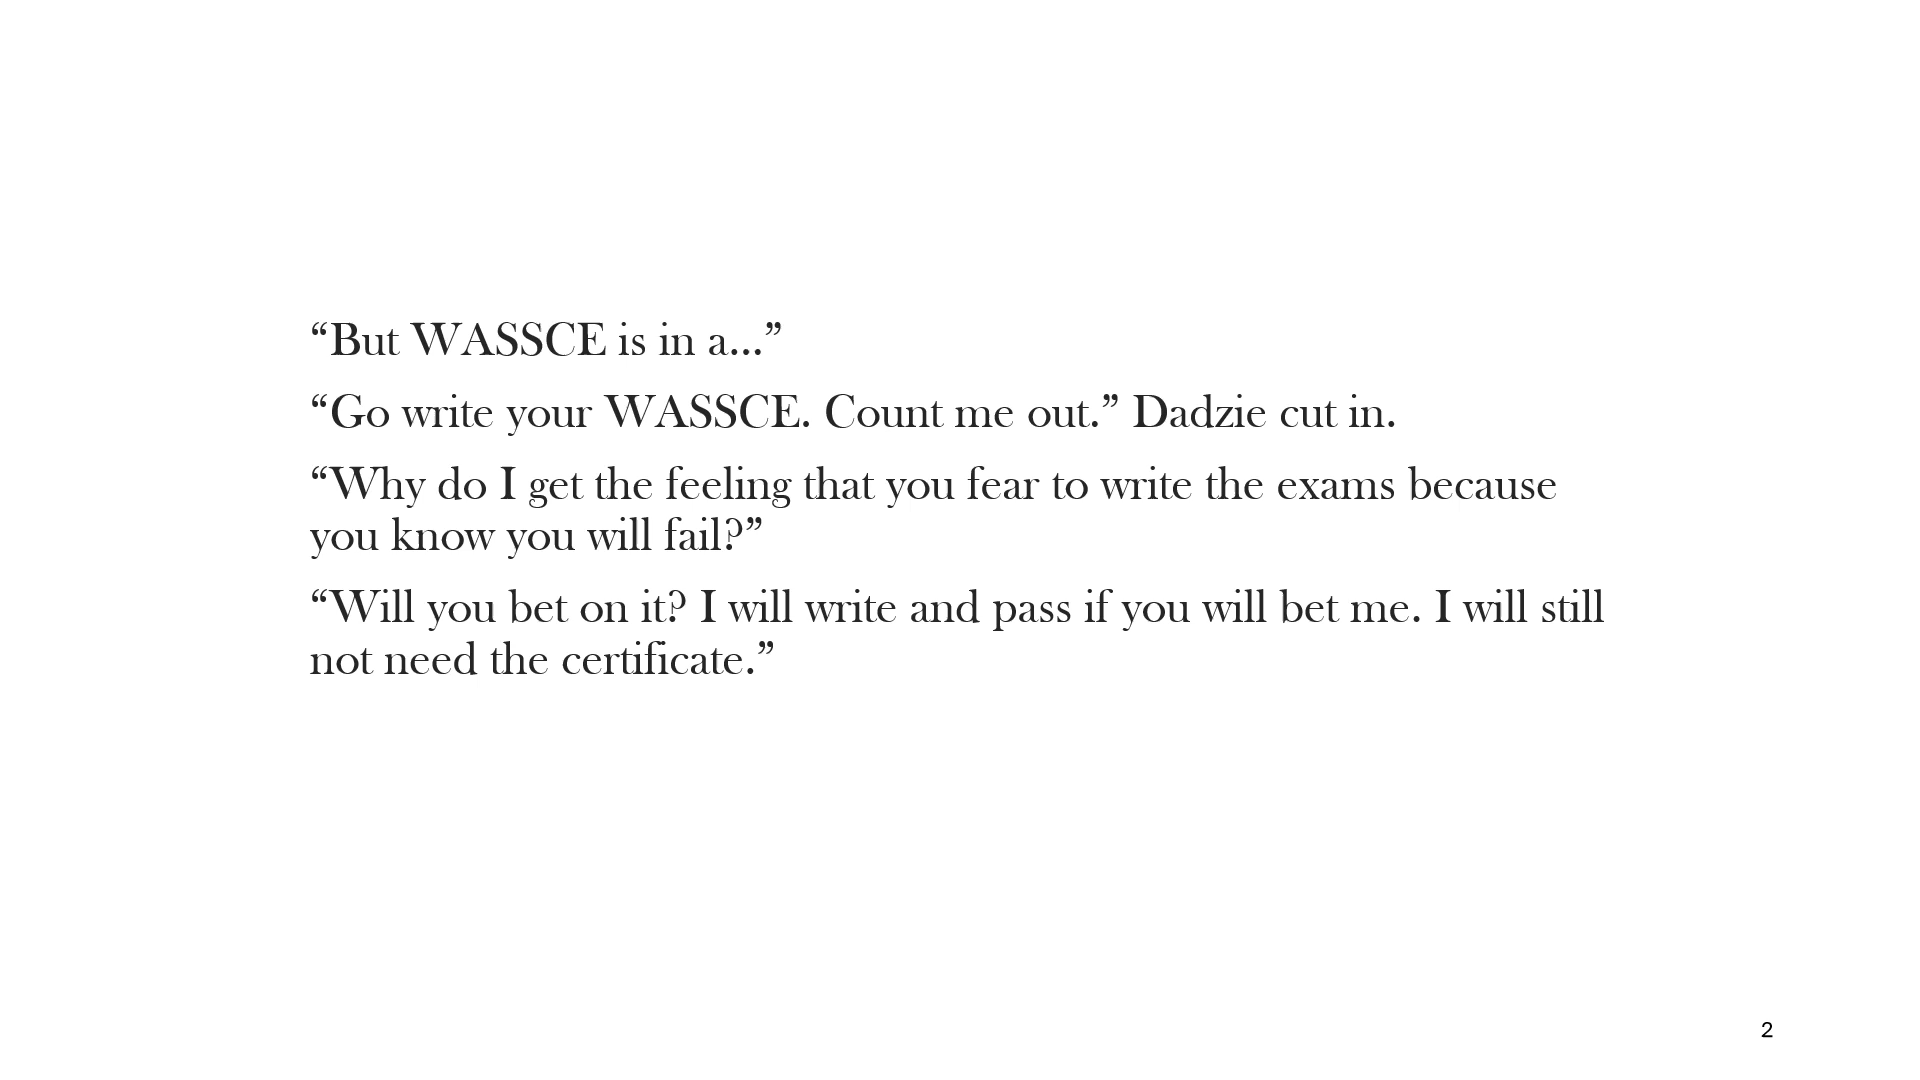 “But WASSCE is in a...”
“Go write your WASSCE. Count me out.” Dadzie cut in.
“Why do I get the feeling that you fear to write the exams because
you know you will fail?”
“Will you bet on it? I will write and pass if you will bet me. I will still
not need the certificate.”
2